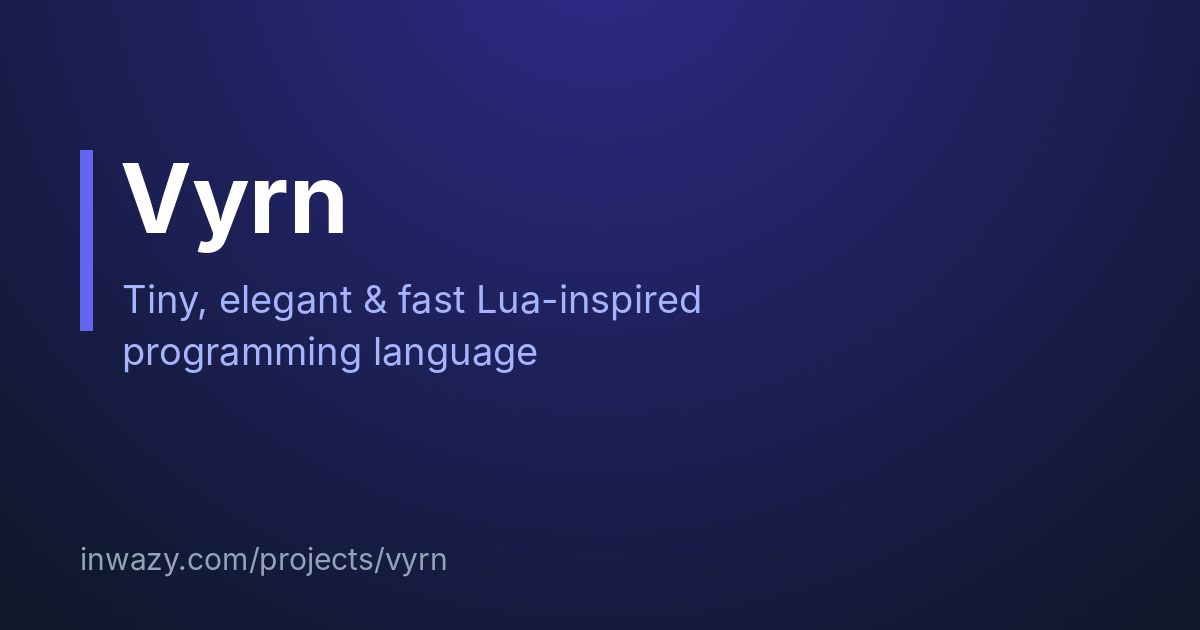 Vyrn
Tiny, elegant & fast Lua-inspired
programming language
inwazy.com/projects/vyrn